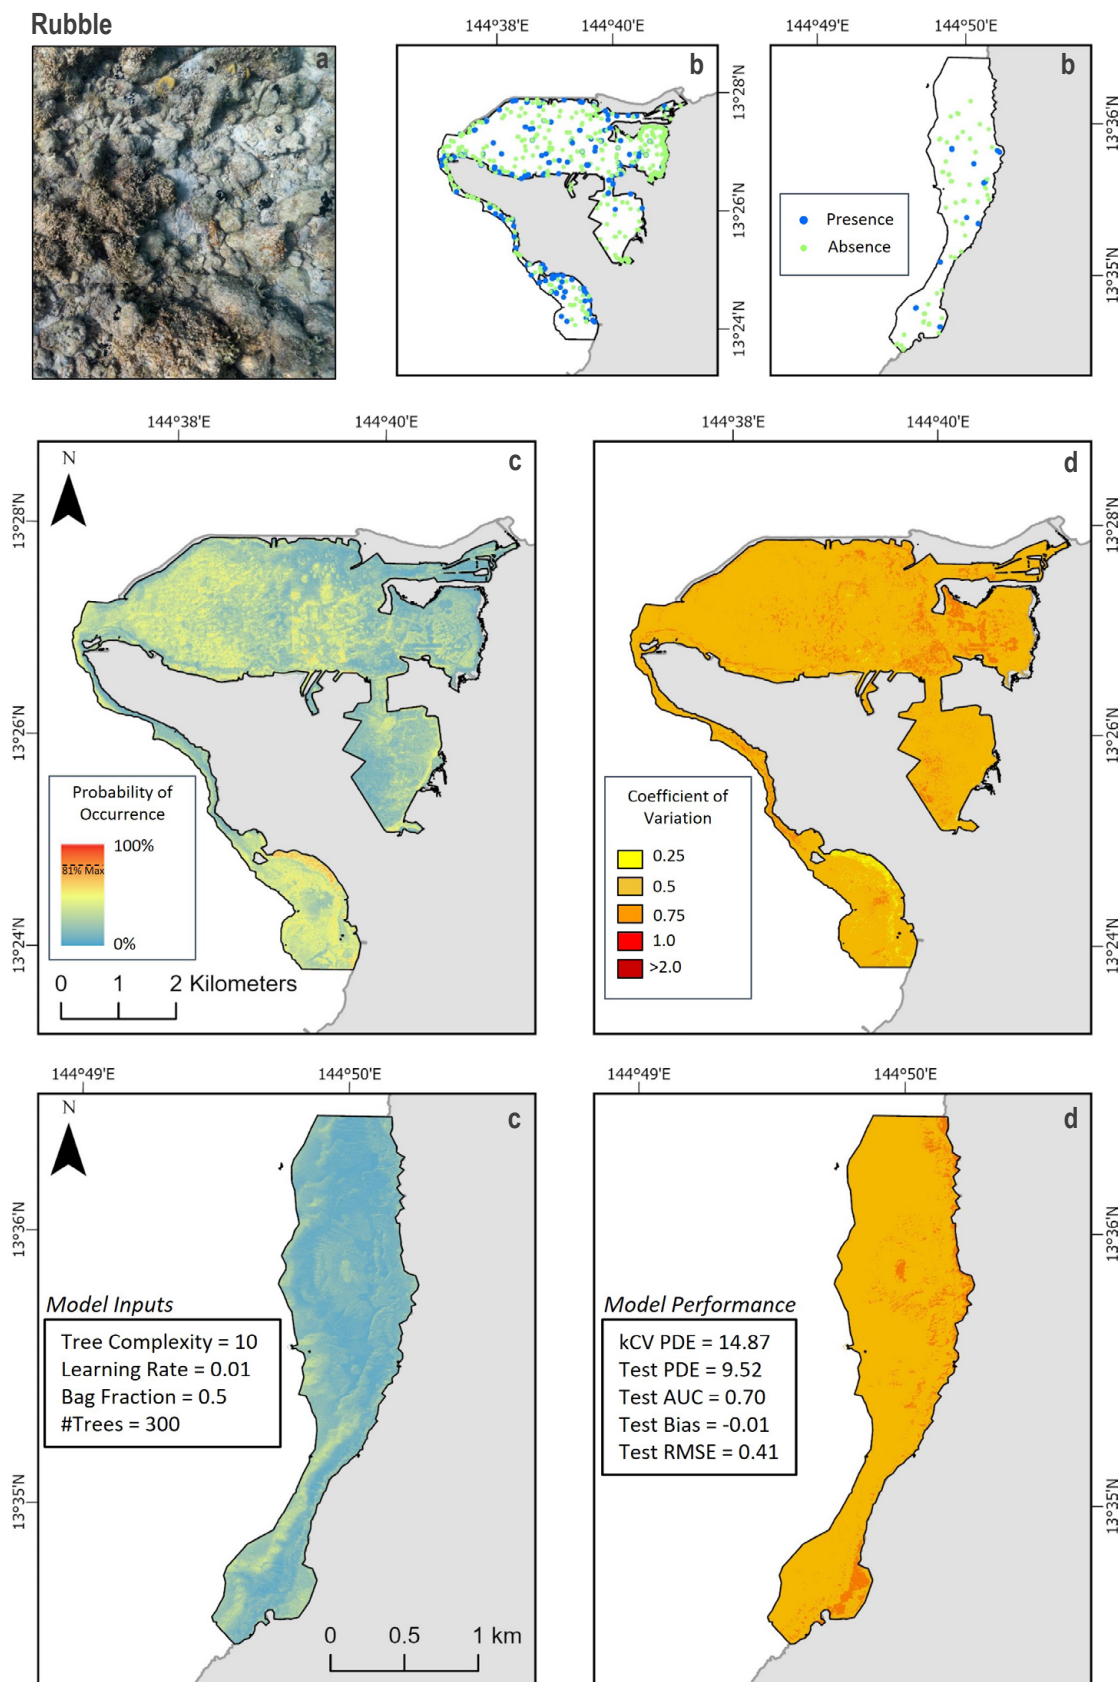 Rubble
a
144°38'E 144°40'E
b
13°28'N
13°26'N
13°24'N
144°49'E 144°50'E
b
13°36'N
13°35'N
Presence
Absence
144°38'E 144°40'E
N
c
13°28'N
13°26'N
13°24'N
Probability of
Occurrence
100%
81% Max
0%
0 1 2 Kilometers
144°38'E 144°40'E
d
13°28'N
13°26'N
13°24'N
Coefficient of
Variation
0.25
0.5
0.75
1.0
>2.0
144°49'E 144°50'E
N
c
13°36'N
13°35'N
Model Inputs
Tree Complexity = 10
Learning Rate = 0.01
Bag Fraction = 0.5
#Trees = 300
0 0.5 1 km
144°49'E 144°50'E
d
13°36'N
13°35'N
Model Performance
kCV PDE = 14.87
Test PDE = 9.52
Test AUC = 0.70
Test Bias = -0.01
Test RMSE = 0.41